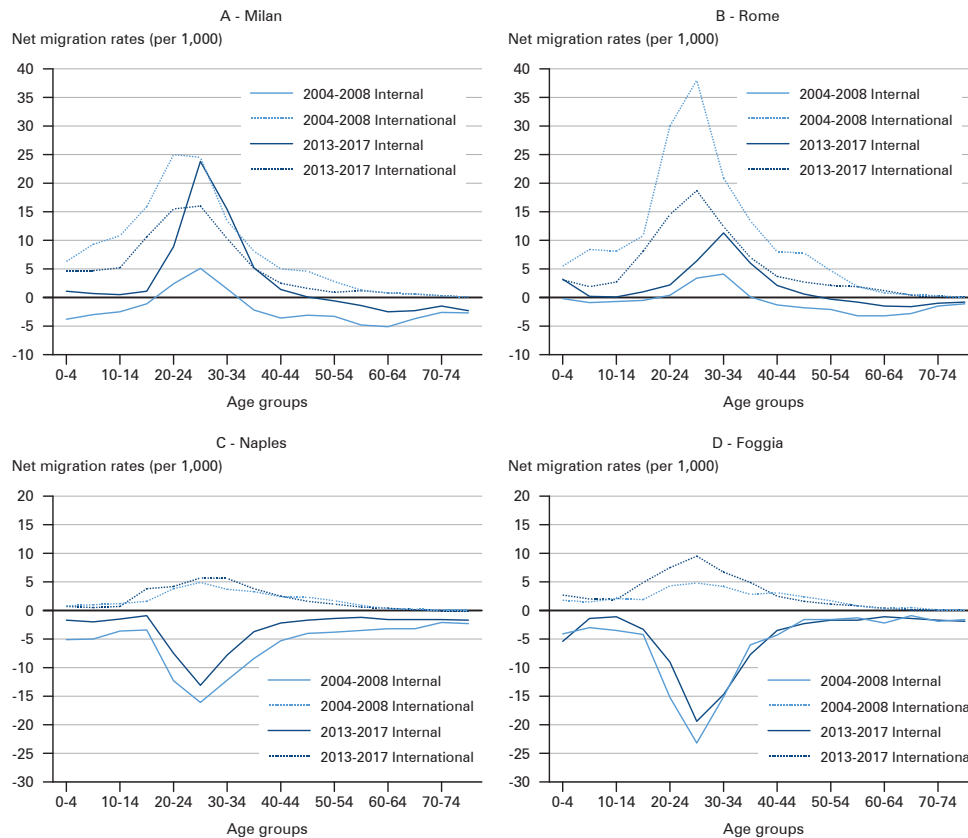 A - Milan
Net migration rates (per 1,000)
40
35
30
25
20
15
10
5
0
-5
-10
2004-2008 Internal
2004-2008 International
2013-2017 Internal
2013-2017 International
0-4 10-14 20-24 30-34 40-44 50-54 60-64 70-74
Age groups
B - Rome
Net migration rates (per 1,000)
40
35
30
25
20
15
10
5
0
-5
-10
2004-2008 Internal
2004-2008 International
2013-2017 Internal
2013-2017 International
0-4 10-14 20-24 30-34 40-44 50-54 60-64 70-74
Age groups
C - Naples
Net migration rates (per 1,000)
20
15
10
5
0
-5
-10
-15
-20
-25
-30
2004-2008 Internal
2004-2008 International
2013-2017 Internal
2013-2017 International
0-4 10-14 20-24 30-34 40-44 50-54 60-64 70-74
Age groups
D - Foggia
Net migration rates (per 1,000)
20
15
10
5
0
-5
-10
-15
-20
-25
-30
2004-2008 Internal
2004-2008 International
2013-2017 Internal
2013-2017 International
0-4 10-14 20-24 30-34 40-44 50-54 60-64 70-74
Age groups